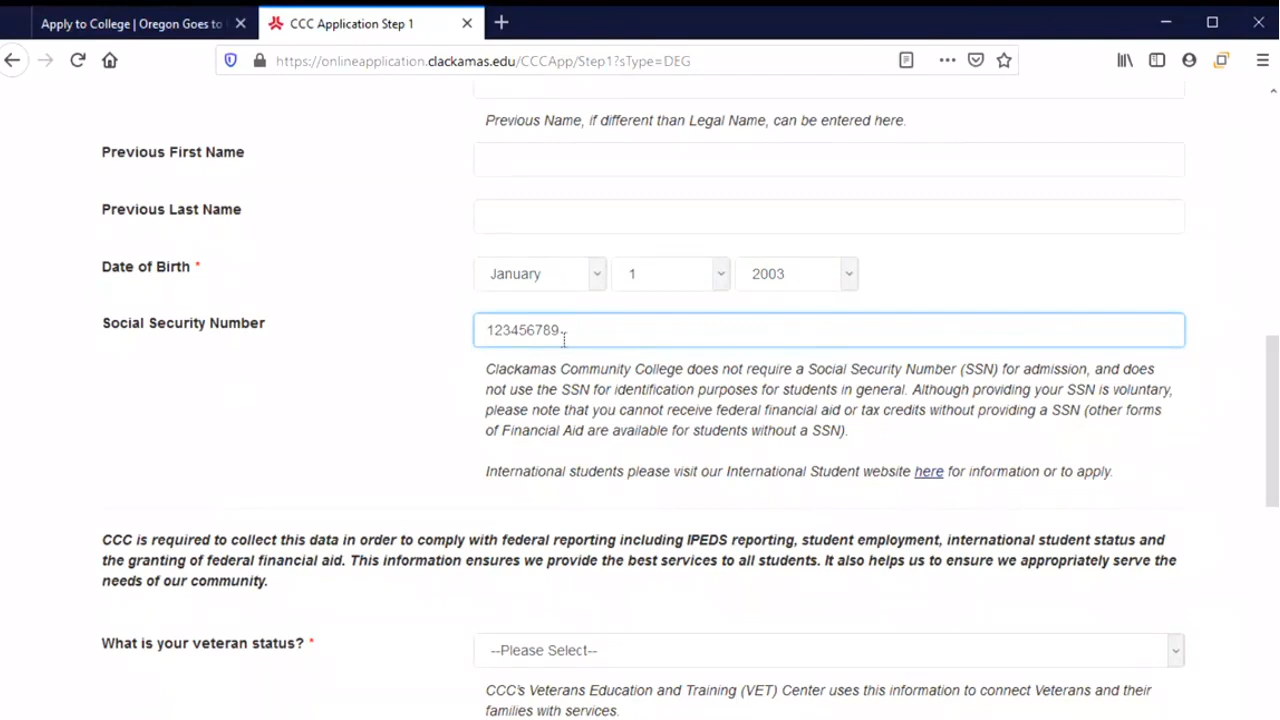 Apply to College | Oregon Goes to
CCC Application Step 1
https://onlineapplication.clackamas.edu/CCCApp/Step1?sType=DEG
Previous Name, if different than Legal Name, can be entered here.
Previous First Name
Previous Last Name
Date of Birth * January 1 2003
Social Security Number 123456789
Clackamas Community College does not require a Social Security Number (SSN) for admission, and does
not use the SSN for identification purposes for students in general. Although providing your SSN is voluntary,
please note that you cannot receive federal financial aid or tax credits without providing a SSN (other forms
of Financial Aid are available for students without a SSN).
International students please visit our International Student website here for information or to apply.
CCC is required to collect this data in order to comply with federal reporting including IPEDS reporting, student employment, international student status and
the granting of federal financial aid. This information ensures we provide the best services to all students. It also helps us to ensure we appropriately serve the
needs of our community.
What is your veteran status? * --Please Select--
CCC's Veterans Education and Training (VET) Center uses this information to connect Veterans and their
families with services.